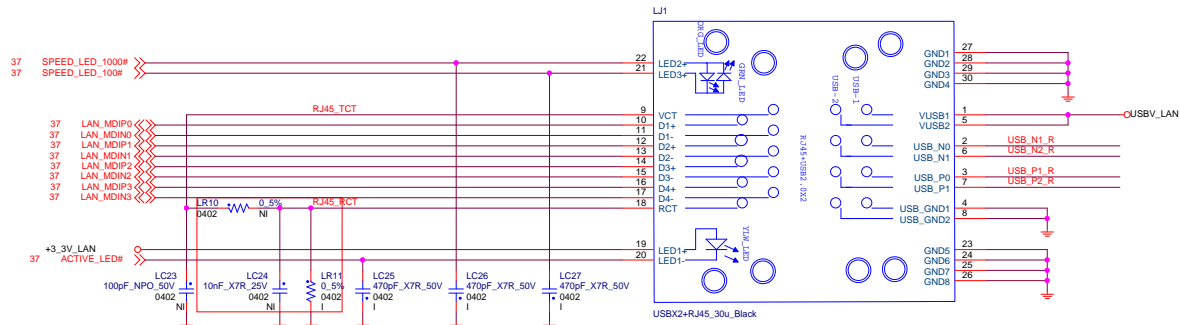 LJ1
37 SPEED_LED_1000#
37 SPEED_LED_100#
22 LED2+
21 LED3+
ORG_LED
GRN_LED
27 GND1
28 GND2
29 GND3
30 GND4
RJ45_TCT
9 VCT
37 LAN_MDIP0
10 D1+
37 LAN_MDIN0
11 D1-
37 LAN_MDIP1
12 D2+
37 LAN_MDIN1
13 D2-
37 LAN_MDIP2
14 D3+
37 LAN_MDIN2
15 D3-
37 LAN_MDIP3
16 D4+
37 LAN_MDIN3
17 D4-
RJ45_RCT
18 RCT
USB-2
USB-1
RJ45+USB2.0X2
VUSB1 1
VUSB2 5
USBV_LAN
USB_N0 2 USB_N1_R
USB_N1 6 USB_N2_R
USB_P0 3 USB_P1_R
USB_P1 7 USB_P2_R
USB_GND1 4
USB_GND2 8
LR10 0_5%
0402 NI
+3_3V_LAN
19 LED1+
37 ACTIVE_LED#
20 LED1-
YLW_LED
GND5 23
GND6 24
GND7 25
GND8 26
LC23
100pF_NPO_50V
0402
NI
LC24
10nF_X7R_25V
0402
NI
LR11
0_5%
0402
I
LC25
470pF_X7R_50V
0402
I
LC26
470pF_X7R_50V
0402
I
LC27
470pF_X7R_50V
0402
I
USBX2+RJ45_30u_Black